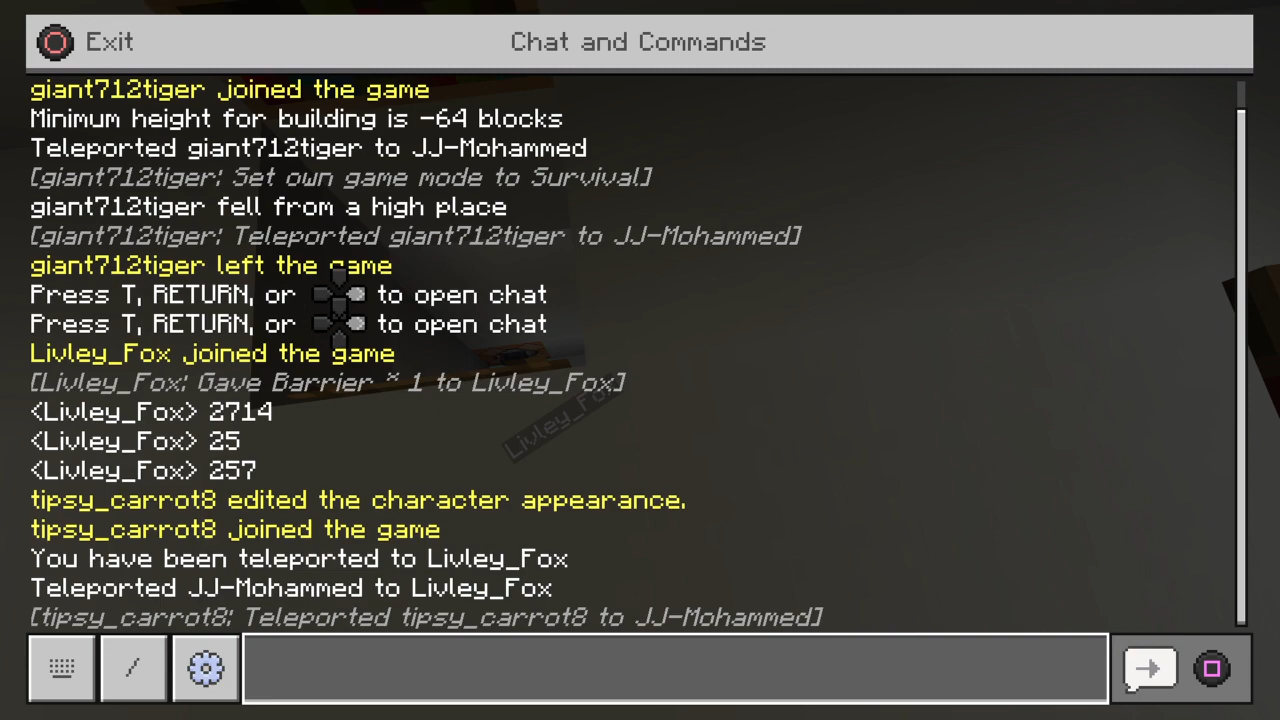 Exit
Chat and Commands
giant712tiger joined the game
Minimum height for building is -64 blocks
Teleported giant712tiger to JJ-Mohammed
[giant712tiger: Set own game mode to Survival]
giant712tiger fell from a high place
[giant712tiger: Teleported giant712tiger to JJ-Mohammed]
giant712tiger left the game
Press T, RETURN, or to open chat
Press T, RETURN, or to open chat
Livley_Fox joined the game
[Livley_Fox: Gave Barrier * 1 to Livley_Fox]
<Livley_Fox> 2714
<Livley_Fox> 25
<Livley_Fox> 257
Livley_Fox
tipsy_carrot8 edited the character appearance.
tipsy_carrot8 joined the game
You have been teleported to Livley_Fox
Teleported JJ-Mohammed to Livley_Fox
[tipsy_carrot8: Teleported tipsy_carrot8 to JJ-Mohammed]
/